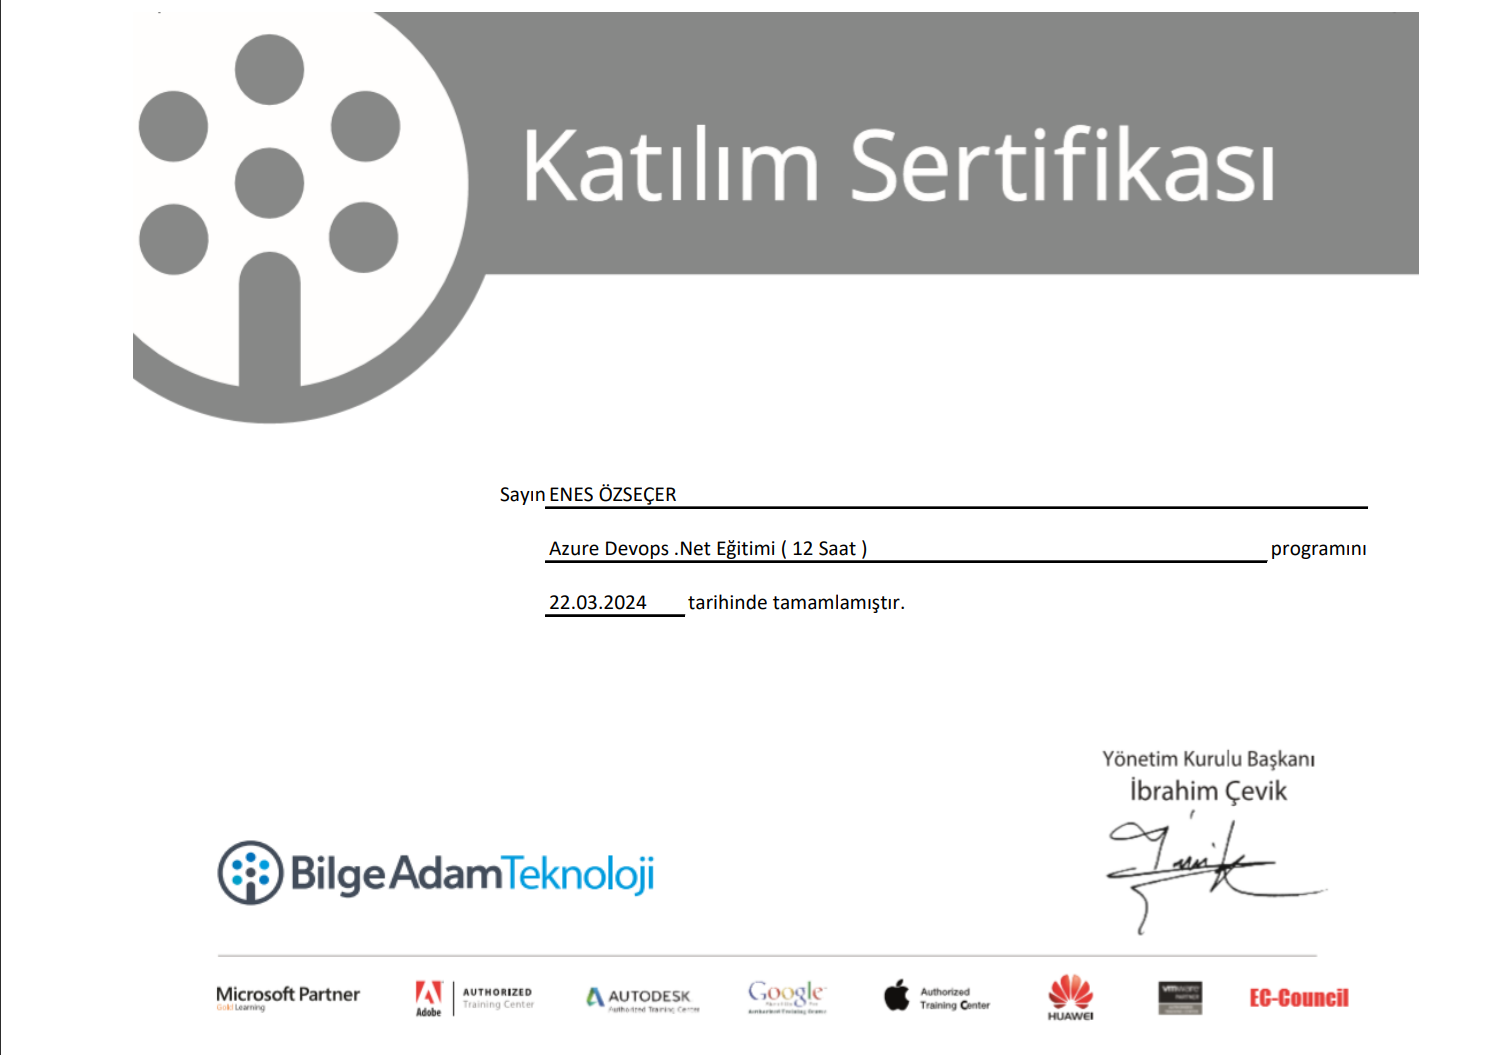 Katılım Sertifikası
Sayın ENES ÖZSEÇER
Azure Devops .Net Eğitimi ( 12 Saat ) programını
22.03.2024 tarihinde tamamlamıştır.
Yönetim Kurulu Başkanı
İbrahim Çevik
BilgeAdamTeknoloji
Microsoft Partner
Gold Learning
Adobe
AUTHORIZED
Training Center
AUTODESK
Authorized Training Center
Google
Authorized
Training Center
HUAWEI
vmware
PARTNER
EC-Council